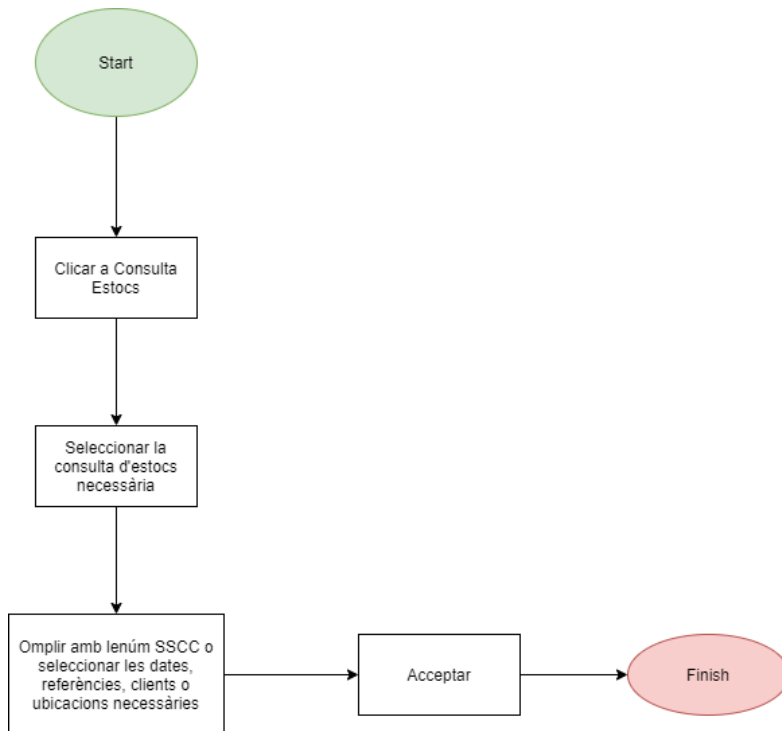 Start
Clicar a Consulta
Estocs
Seleccionar la
consulta d'estocs
necessària
Omplir amb lenúm SSCC o
seleccionar les dates,
referències, clients o
ubicacions necessàries
Acceptar
Finish